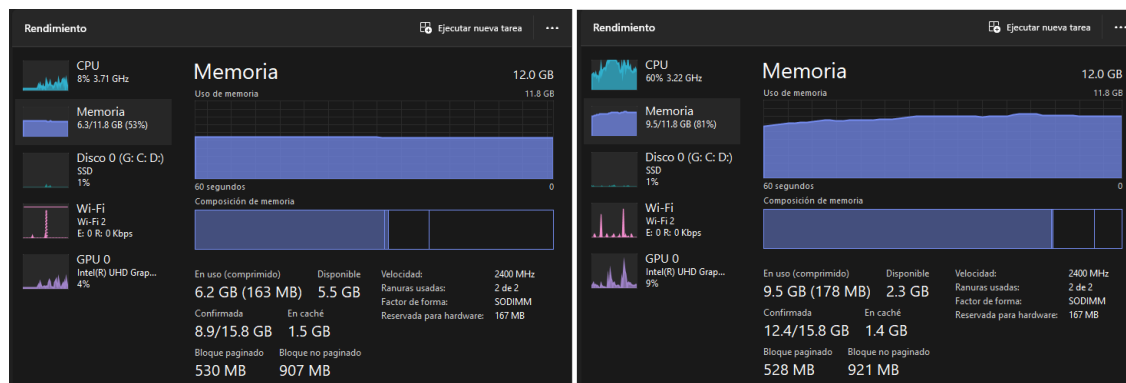 Rendimiento
Ejecutar nueva tarea
CPU
8% 3.71 GHz
Memoria
6.3/11.8 GB (53%)
Disco 0 (G: C: D:)
SSD
1%
Wi-Fi
Wi-Fi 2
E: 0 R: 0 Kbps
GPU 0
Intel(R) UHD Grap...
4%
Memoria 12.0 GB
Uso de memoria 11.8 GB
60 segundos 0
Composición de memoria
En uso (comprimido) Disponible
6.2 GB (163 MB) 5.5 GB
Confirmada En caché
8.9/15.8 GB 1.5 GB
Bloque paginado Bloque no paginado
530 MB 907 MB
Velocidad: 2400 MHz
Ranuras usadas: 2 de 2
Factor de forma: SODIMM
Reservada para hardware: 167 MB
Rendimiento
Ejecutar nueva tarea
CPU
60% 3.22 GHz
Memoria
9.5/11.8 GB (81%)
Disco 0 (G: C: D:)
SSD
1%
Wi-Fi
Wi-Fi 2
E: 0 R: 0 Kbps
GPU 0
Intel(R) UHD Grap...
9%
Memoria 12.0 GB
Uso de memoria 11.8 GB
60 segundos 0
Composición de memoria
En uso (comprimido) Disponible
9.5 GB (178 MB) 2.3 GB
Confirmada En caché
12.4/15.8 GB 1.4 GB
Bloque paginado Bloque no paginado
528 MB 921 MB
Velocidad: 2400 MHz
Ranuras usadas: 2 de 2
Factor de forma: SODIMM
Reservada para hardware: 167 MB